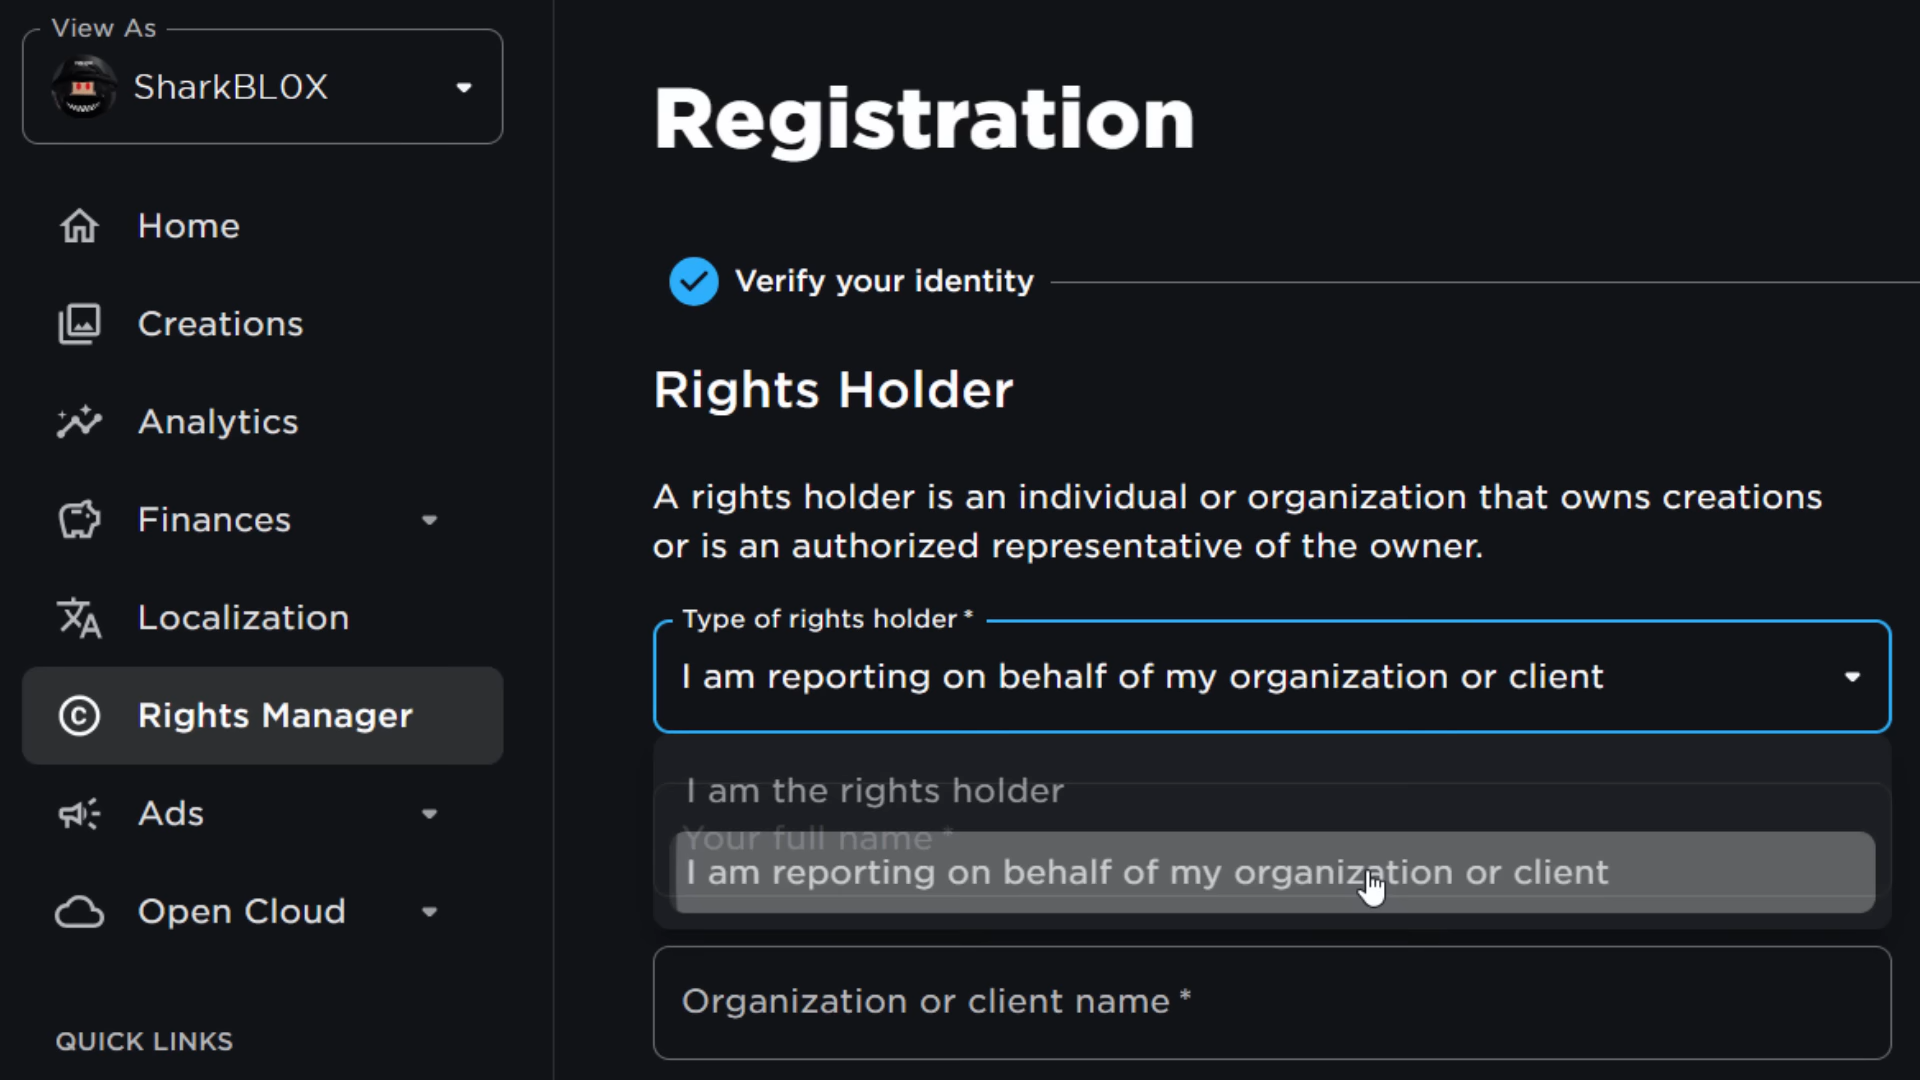 View As
SharkBL0X
Home
Creations
Analytics
Finances
Localization
Rights Manager
Ads
Open Cloud
QUICK LINKS
Registration
Verify your identity
Rights Holder
A rights holder is an individual or organization that owns creations
or is an authorized representative of the owner.
Type of rights holder *
I am reporting on behalf of my organization or client
I am the rights holder
Your full name *
I am reporting on behalf of my organization or client
Organization or client name *